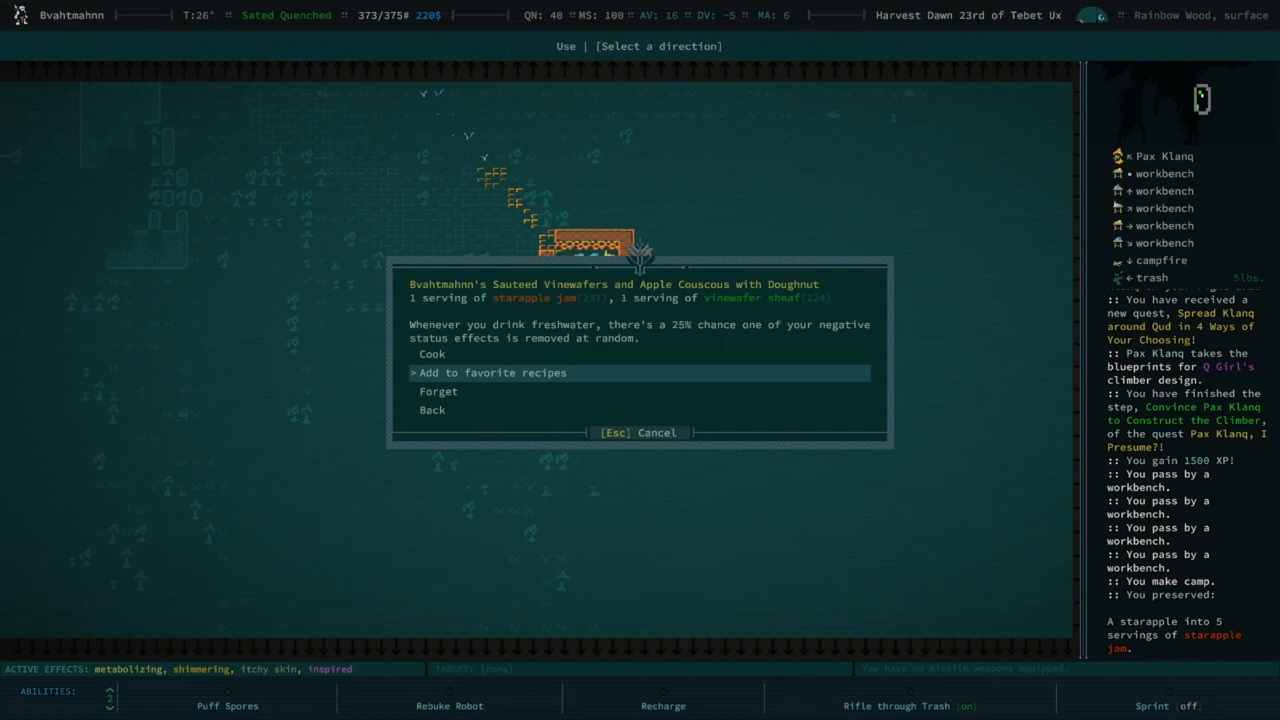 Bvahtmahnn T:26° Sated Quenched 373/375# 220$ QN: 40 MS: 100 AV: 16 DV: -5 MA: 6 Harvest Dawn 23rd of Tebet Ux Rainbow Wood, surface
Use | [Select a direction]
Bvahtmahnn's Sauteed Vinewafers and Apple Couscous with Doughnut
1 serving of starapple jam(237), 1 serving of vinewafer sheaf(224)
Whenever you drink freshwater, there's a 25% chance one of your negative
status effects is removed at random.
Cook
> Add to favorite recipes
Forget
Back
[Esc] Cancel
Pax Klanq
workbench
workbench
workbench
workbench
workbench
campfire
trash 5lbs.
:: You have received a
new quest, Spread Klanq
around Qud in 4 Ways of
Your Choosing!
:: Pax Klanq takes the
blueprints for Q Girl's
climber design.
:: You have finished the
step, Convince Pax Klanq
to Construct the Climber,
of the quest Pax Klanq, I
Presume?!
:: You gain 1500 XP!
:: You pass by a
workbench.
:: You pass by a
workbench.
:: You pass by a
workbench.
:: You pass by a
workbench.
:: You make camp.
:: You preserved:
A starapple into 5
servings of starapple
jam.
ACTIVE EFFECTS: metabolizing, shimmering, itchy skin, inspired
TARGET: [none]
You have no missile weapons equipped.
ABILITIES: 2 Puff Spores Rebuke Robot Recharge Rifle through Trash [on] Sprint [off]